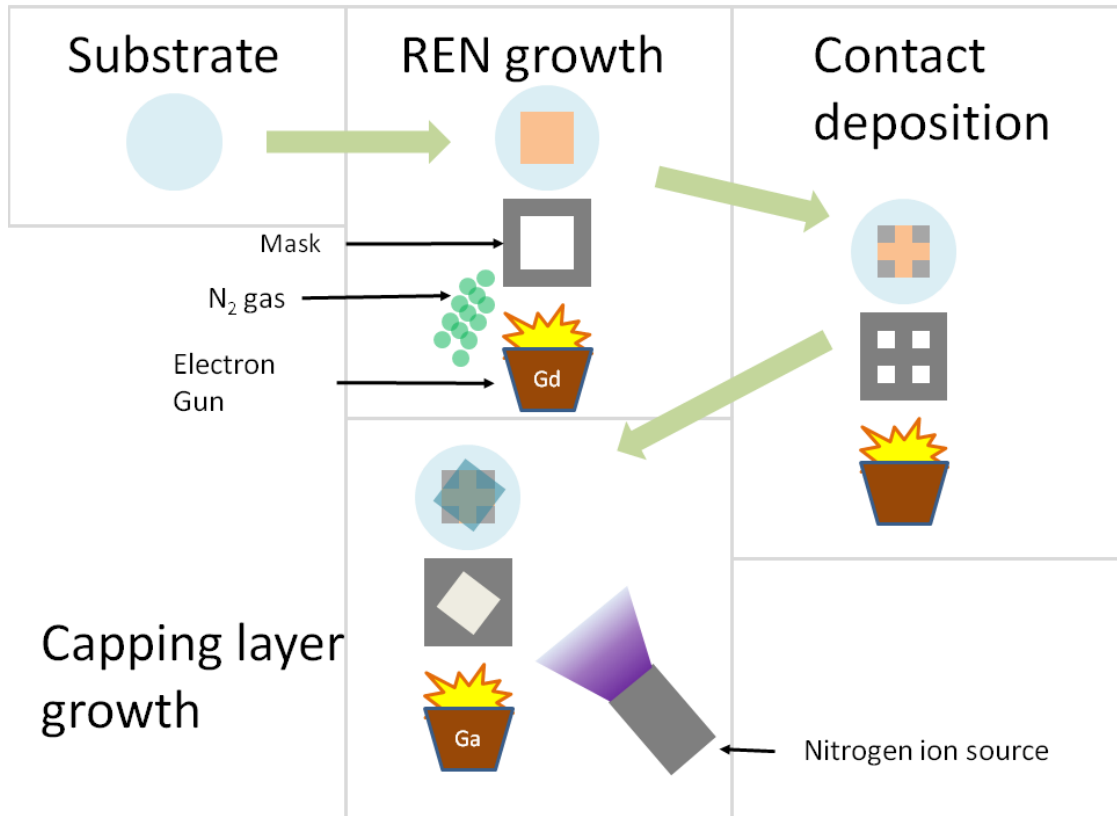 Substrate
REN growth
Contact
deposition
Mask
N₂ gas
Electron
Gun
Gd
Capping layer
growth
Ga
Nitrogen ion source